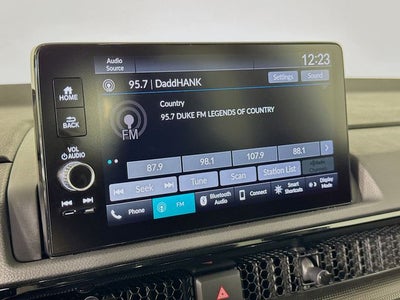 Audio
Source
12:23
95.7 | DaddHANK
Settings
Sound
HOME
BACK
VOL
AUDIO
Country
95.7 DUKE FM LEGENDS OF COUNTRY
FM
87.9
98.1
107.9
88.1
Seek
Tune
Scan
Station List
Phone
FM
Bluetooth
Audio
Connect
Smart
Shortcuts
Display
Mode